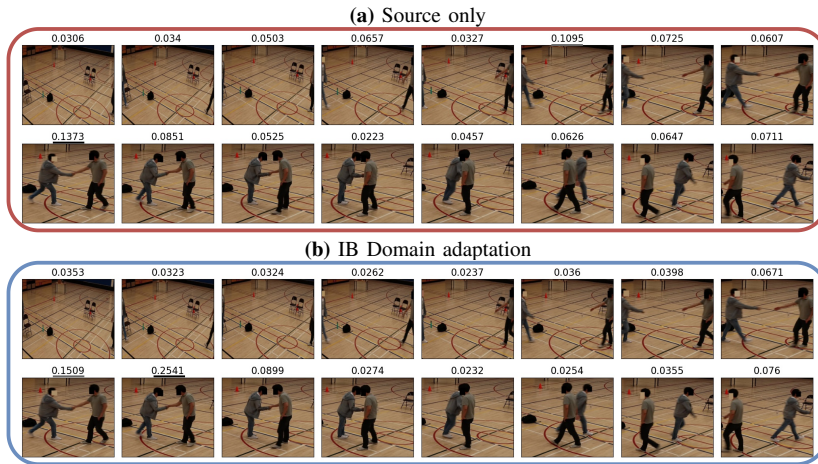 (a) Source only
0.0306 0.034 0.0503 0.0657 0.0327 0.1095 0.0725 0.0607
0.1373 0.0851 0.0525 0.0223 0.0457 0.0626 0.0647 0.0711
(b) IB Domain adaptation
0.0353 0.0323 0.0324 0.0262 0.0237 0.036 0.0398 0.0671
0.1509 0.2541 0.0899 0.0274 0.0232 0.0254 0.0355 0.076